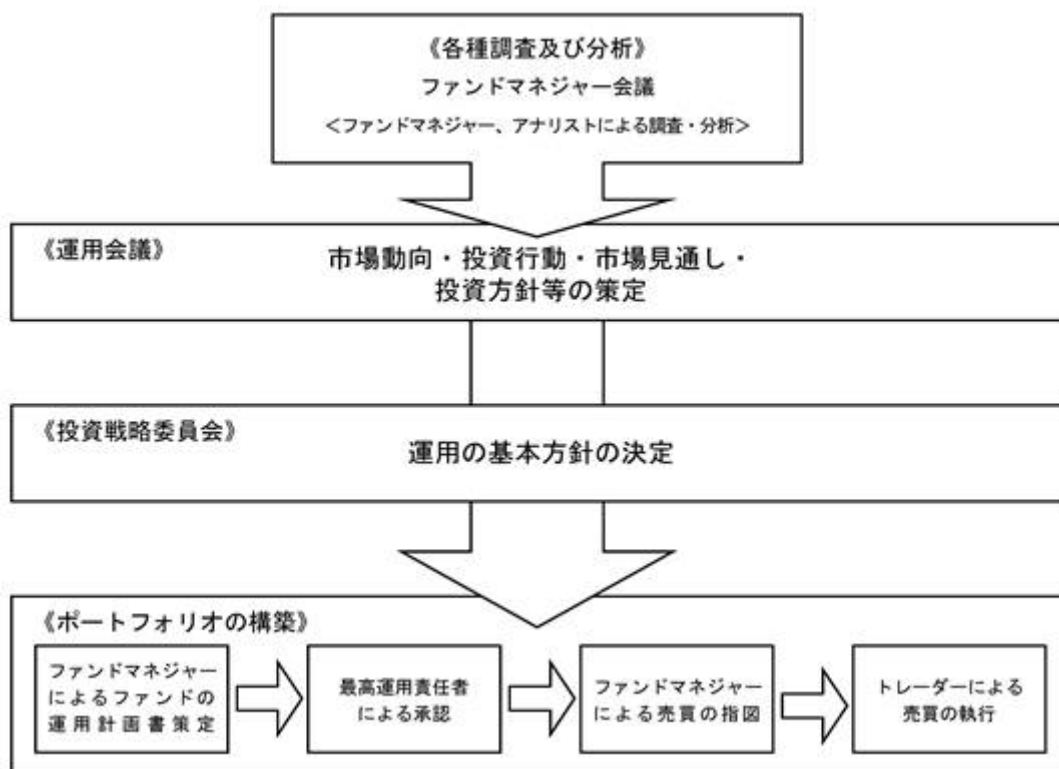 《各種調査及び分析》
ファンドマネジャー会議
<ファンドマネジャー、アナリストによる調査・分析>
《運用会議》
市場動向・投資行動・市場見通し・
投資方針等の策定
《投資戦略委員会》
運用の基本方針の決定
《ポートフォリオの構築》
ファンドマネジャー
によるファンドの
運用計画書策定
最高運用責任者
による承認
ファンドマネジャー
による売買の指図
トレーダーによる
売買の執行